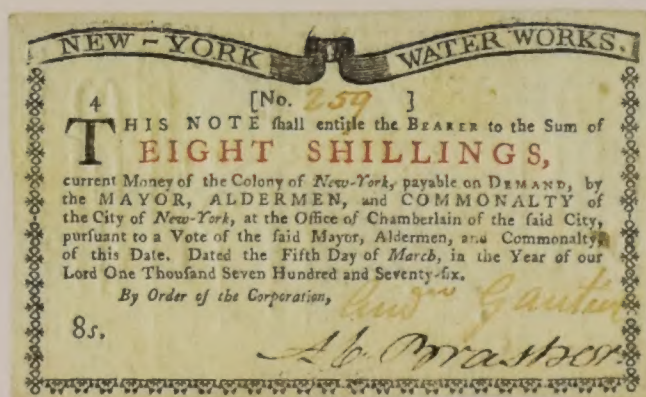 NEW-YORK WATER WORKS.
4 [No. 259 ]
THIS NOTE ſhall entitle the BEARER to the Sum of
EIGHT SHILLINGS,
current Money of the Colony of New-York, payable on DEMAND, by
the MAYOR, ALDERMEN, and COMMONALTY of
the City of New-York, at the Office of Chamberlain of the ſaid City,
purſuant to a Vote of the ſaid Mayor, Aldermen, and Commonalty,
of this Date. Dated the Fifth Day of March, in the Year of our
Lord One Thouſand Seven Hundred and Seventy-ſix.
By Order of the Corporation,
Andw Gautier
8s.
Ab Brasher